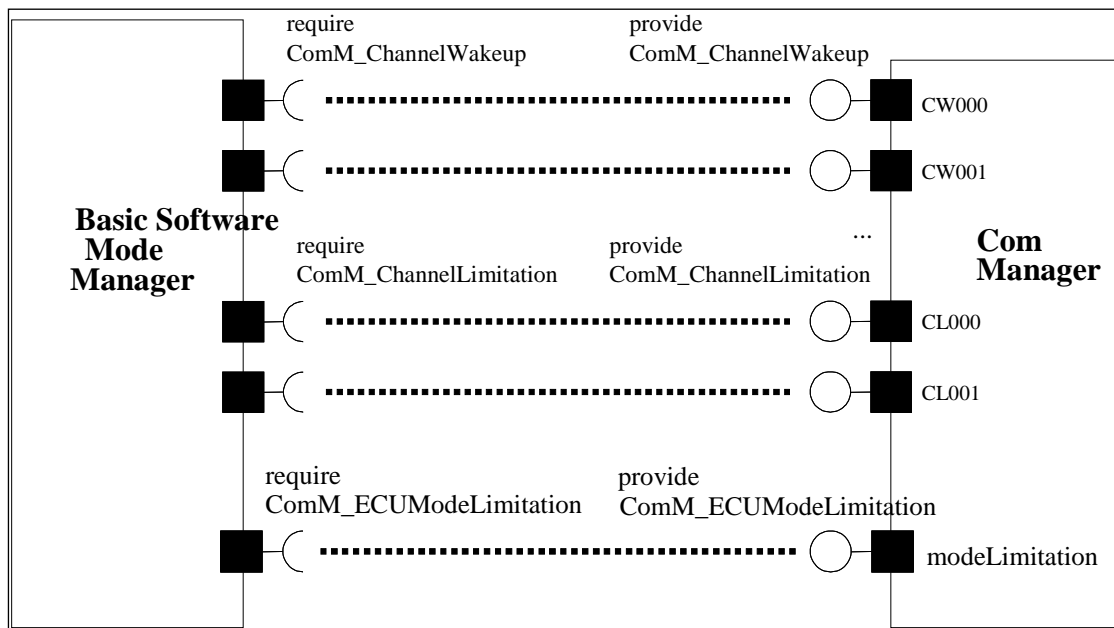 require
ComM_ChannelWakeup
provide
ComM_ChannelWakeup
CW000
CW001
Basic Software
Mode
Manager
require
ComM_ChannelLimitation
provide
ComM_ChannelLimitation
...
Com
Manager
CL000
CL001
require
ComM_ECUModeLimitation
provide
ComM_ECUModeLimitation
modeLimitation